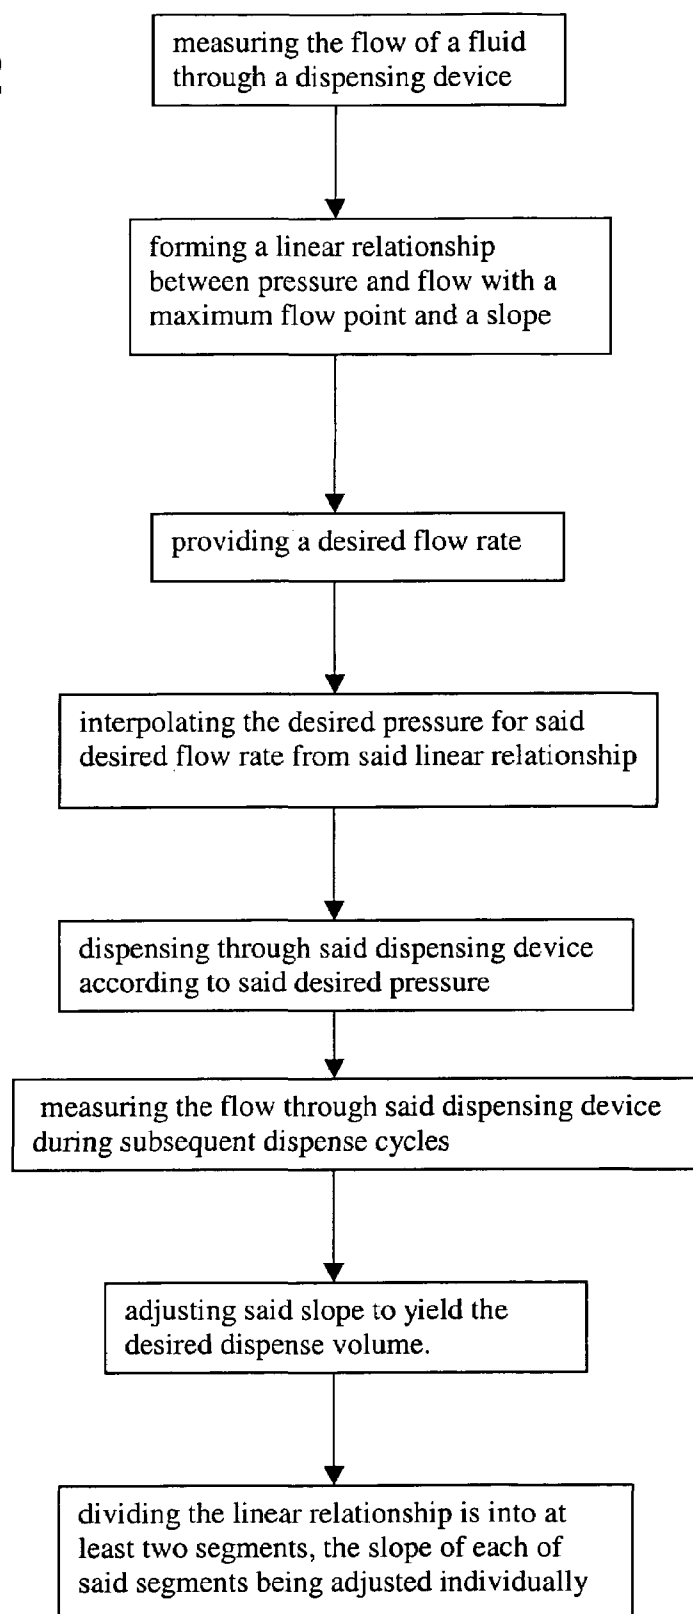 measuring the flow of a fluid
through a dispensing device
forming a linear relationship
between pressure and flow with a
maximum flow point and a slope
providing a desired flow rate
interpolating the desired pressure for said
desired flow rate from said linear relationship
dispensing through said dispensing device
according to said desired pressure
measuring the flow through said dispensing device
during subsequent dispense cycles
adjusting said slope to yield the
desired dispense volume.
dividing the linear relationship is into at
least two segments, the slope of each of
said segments being adjusted individually